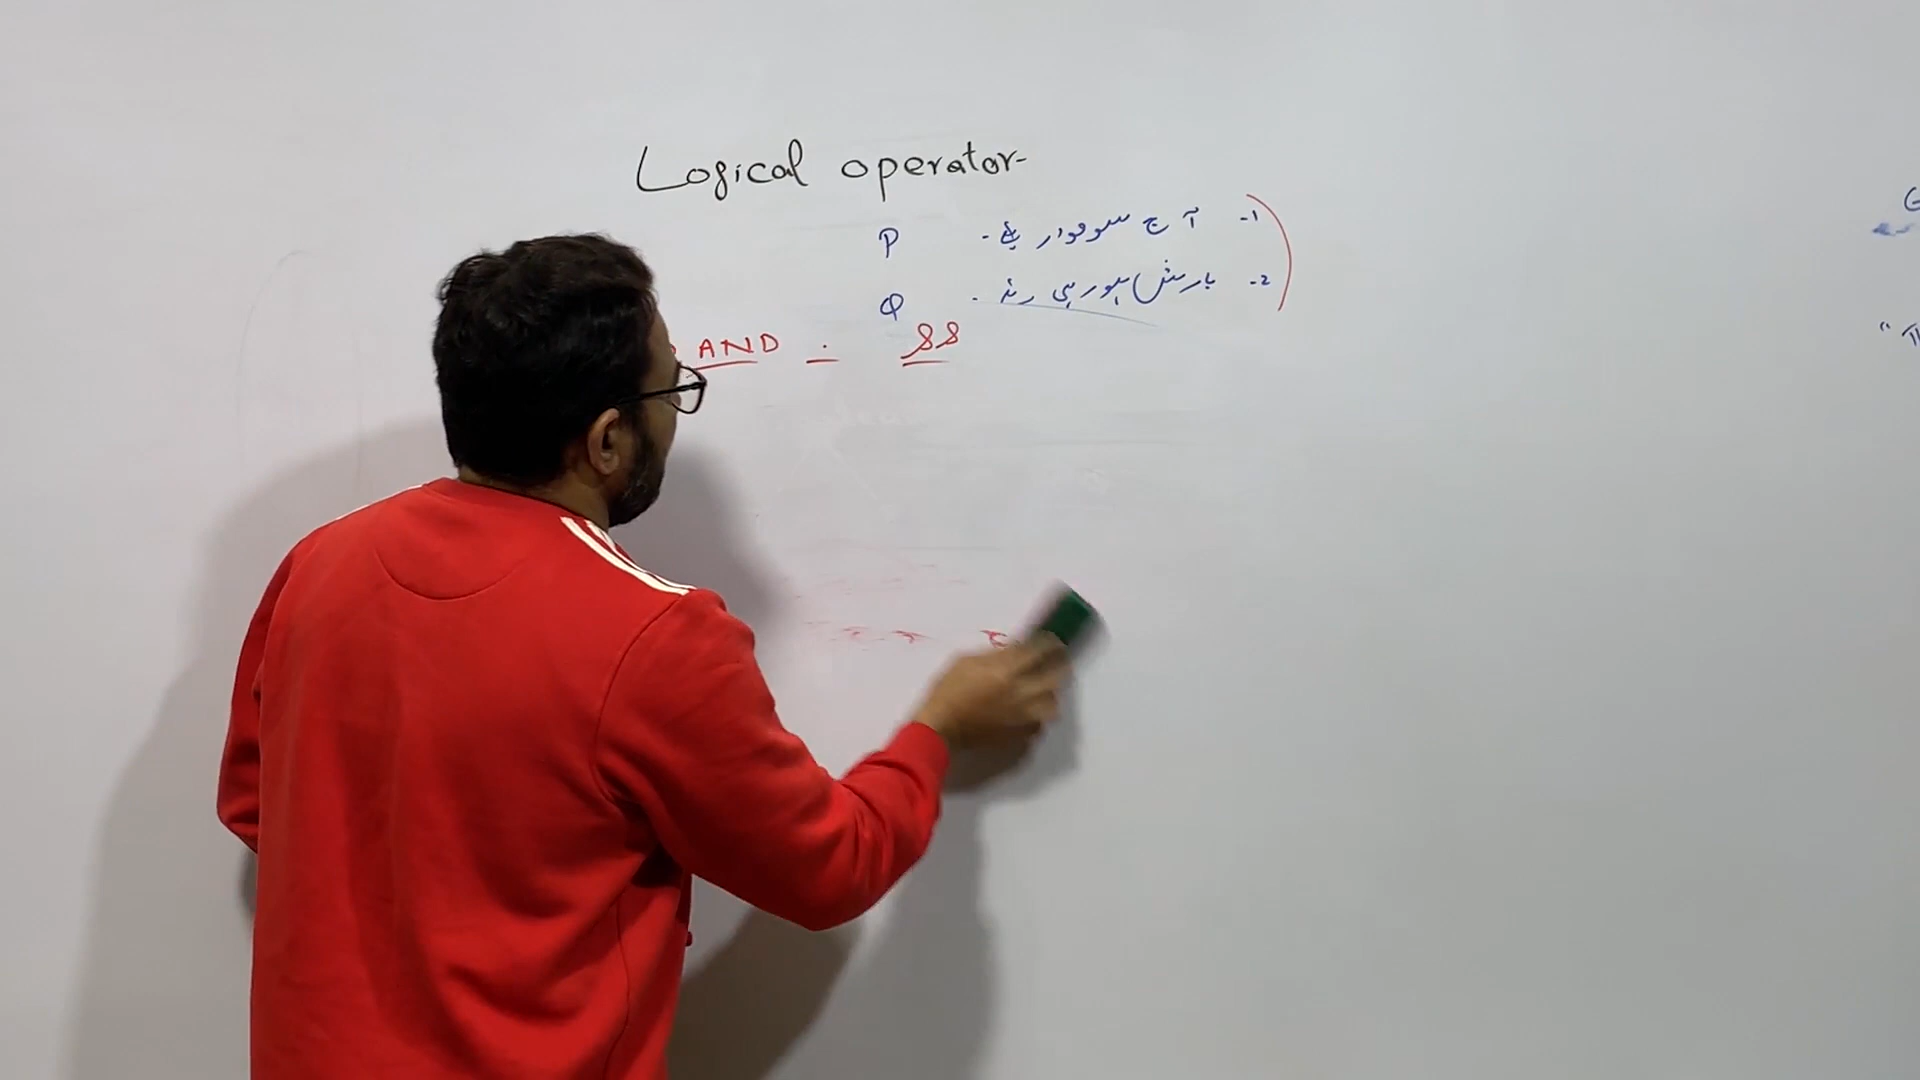 Logical operator
P آج سوموار ہے۔ -1
Q بارش ہو رہی ہے۔ -2
AND : &&